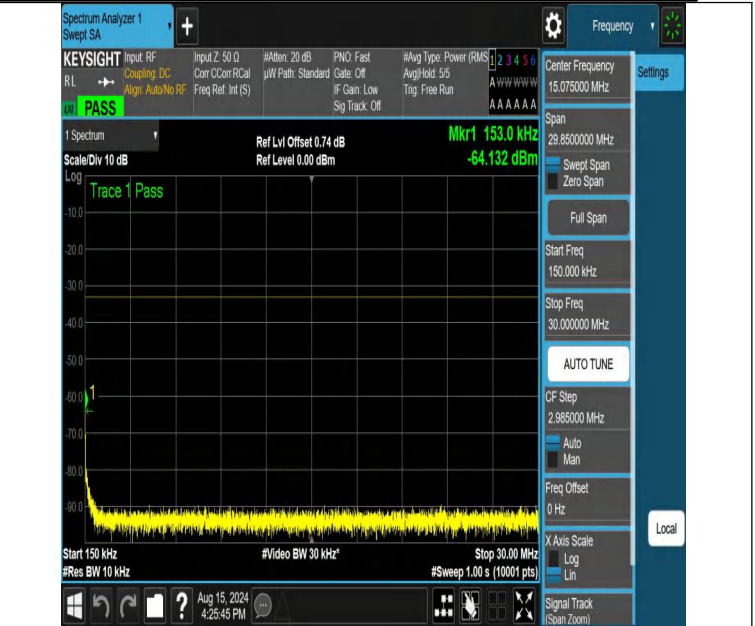 Spectrum Analyzer 1
Swept SA
+
Frequency
KEYSIGHT
RL
PASS
Input: RF
Coupling: DC
Align: Auto/No RF
Input Z: 50 Ω
Corr CCorr RCal
Freq Ref: Int (S)
#Atten: 20 dB
µW Path: Standard
PNO: Fast
Gate: Off
IF Gain: Low
Sig Track: Off
#Avg Type: Power (RMS
Avg|Hold: 5/5
Trig: Free Run
1 2 3 4 5 6
A W W W W W
A A A A A A
1 Spectrum
Scale/Div 10 dB
Ref Lvl Offset 0.74 dB
Ref Level 0.00 dBm
Mkr1 153.0 kHz
-64.132 dBm
Log
Trace 1 Pass
-10.0
-20.0
-30.0
-40.0
-50.0
-60.0
-70.0
-80.0
-90.0
1
Start 150 kHz
#Res BW 10 kHz
#Video BW 30 kHz*
Stop 30.00 MHz
#Sweep 1.00 s (10001 pts)
?
Aug 15, 2024
4:25:45 PM
Center Frequency
15.075000 MHz
Settings
Span
29.8500000 MHz
Swept Span
Zero Span
Full Span
Start Freq
150.000 kHz
Stop Freq
30.000000 MHz
AUTO TUNE
CF Step
2.985000 MHz
Auto
Man
Freq Offset
0 Hz
Local
X Axis Scale
Log
Lin
Signal Track
(Span Zoom)